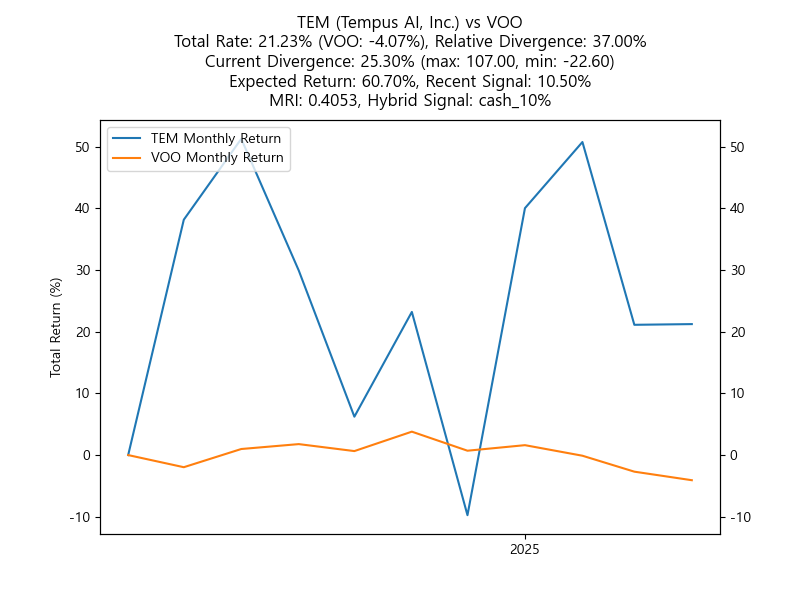 TEM (Tempus AI, Inc.) vs VOO
Total Rate: 21.23% (VOO: -4.07%), Relative Divergence: 37.00%
Current Divergence: 25.30% (max: 107.00, min: -22.60)
Expected Return: 60.70%, Recent Signal: 10.50%
MRI: 0.4053, Hybrid Signal: cash_10%
TEM Monthly Return
VOO Monthly Return
50 50
40 40
30 30
20 20
10 10
0 0
-10 -10
Total Return (%)
2025